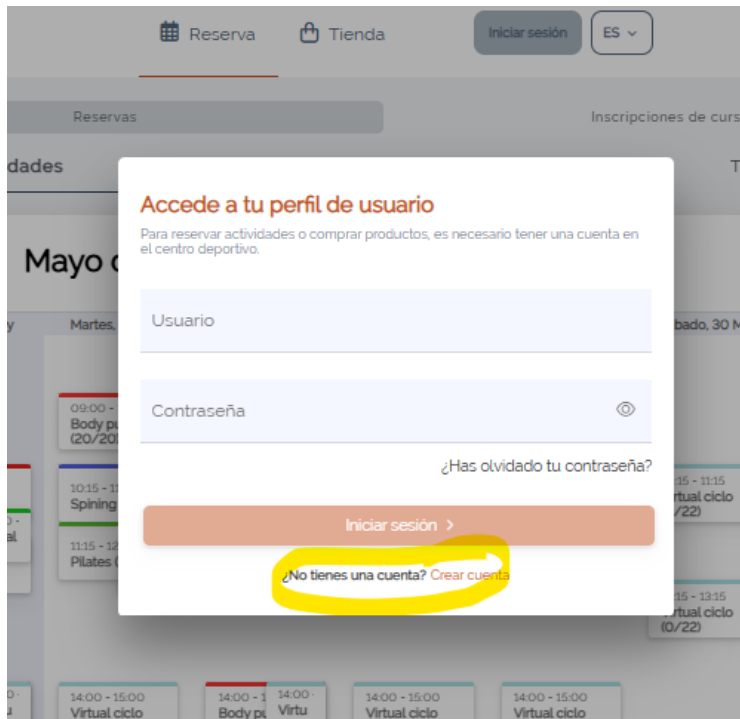 Reserva
Tienda
Iniciar sesión
ES
Reservas
Inscripciones de curs
dades
T
Accede a tu perfil de usuario
Para reservar actividades o comprar productos, es necesario tener una cuenta en
el centro deportivo.
Mayo
Usuario
y
Martes,
bado, 30 M
Contraseña
09:00 -
Body pu
(20/20)
¿Has olvidado tu contraseña?
10:15 - 11
Spining
:15 - 11:15
rtual ciclo
/22)
Iniciar sesión >
11:15 - 12
Pilates (
al
¿No tienes una cuenta? Crear cuenta
:15 - 13:15
rtual ciclo
(0/22)
14:00 - 15:00
Virtual ciclo
14:00 - 1
Body pu
14:00 -
Virtu
14:00 - 15:00
Virtual ciclo
14:00 - 15:00
Virtual ciclo